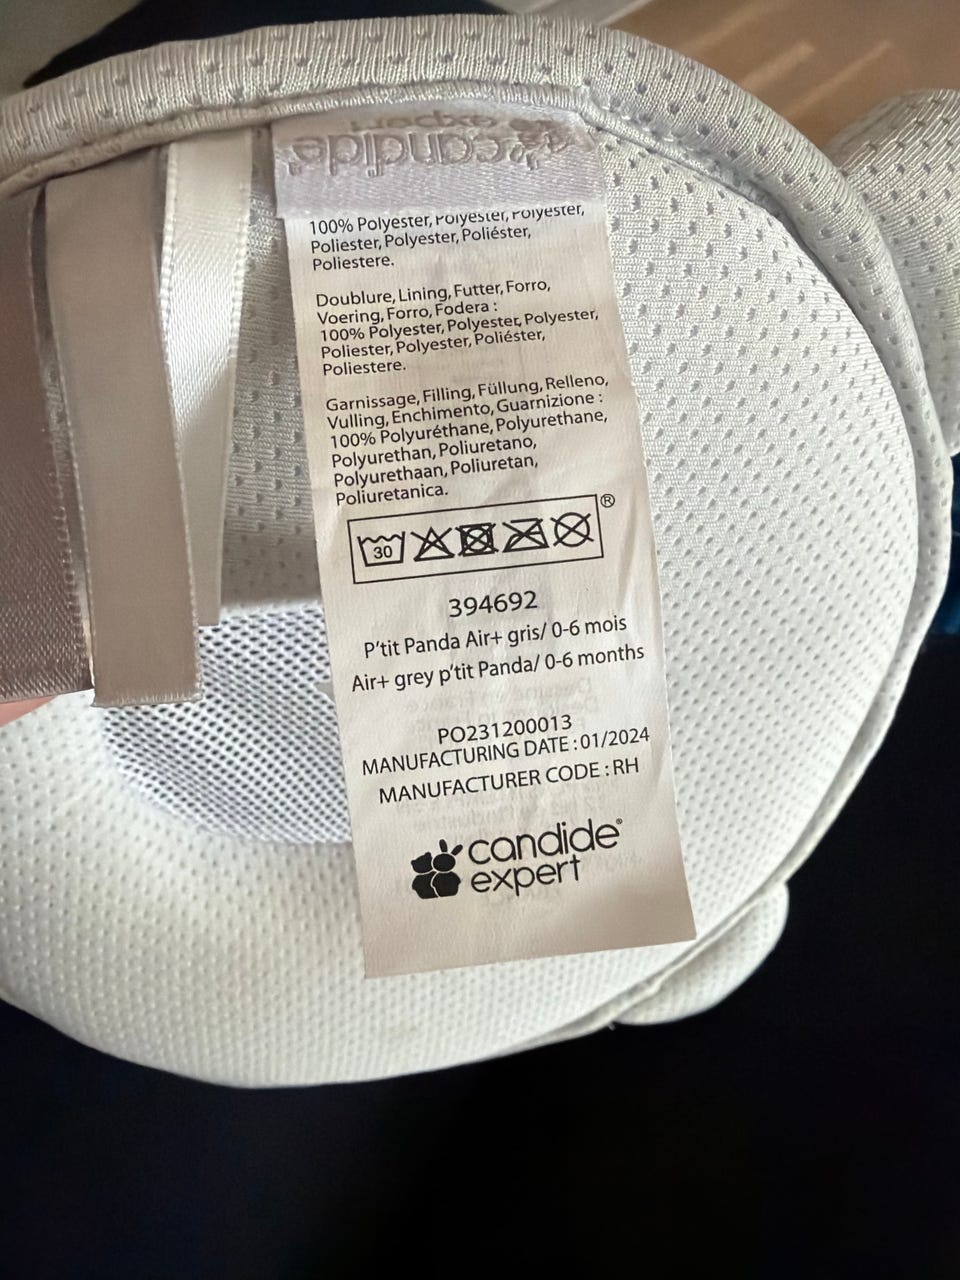 candide
expert
100% Polyester, Polyester, Polyester,
Poliester, Polyester, Poliéster,
Poliestere.
Doublure, Lining, Futter, Forro,
Voering, Forro, Fodera :
100% Polyester, Polyester, Polyester,
Poliester, Polyester, Poliéster,
Poliestere.
Garnissage, Filling, Füllung, Relleno,
Vulling, Enchimento, Guarnizione :
100% Polyuréthane, Polyurethane,
Polyurethan, Poliuretano,
Polyurethaan, Poliuretan,
Poliuretanica.
30 ®
394692
P'tit Panda Air+ gris/ 0-6 mois
Air+ grey p'tit Panda/ 0-6 months
PO231200013
MANUFACTURING DATE : 01/2024
MANUFACTURER CODE : RH
candide®
expert